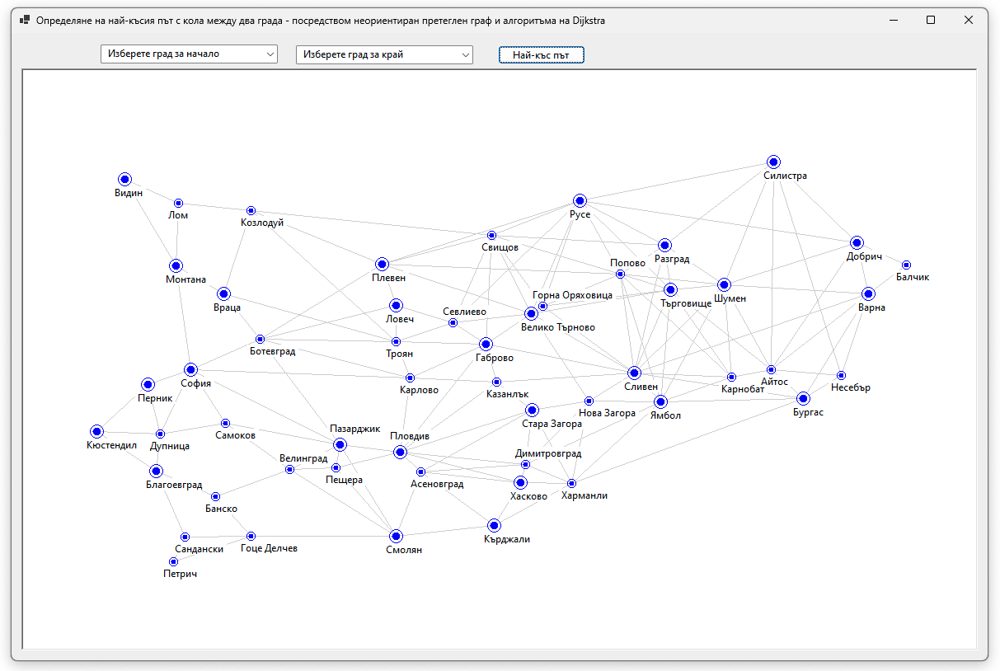 Определяне на най-късия път с кола между два града - посредством неориентиран претеглен граф и алгоритъма на Dijkstra
Изберете град за начало
Изберете град за край
Най-къс път
Силистра
Видин
Русе
Лом
Козлодуй
Свищов
Добрич
Разград
Попово
Монтана
Плевен
Балчик
Горна Оряховица
Шумен
Търговище
Враца
Варна
Севлиево
Ловеч
Велико Търново
Ботевград
Троян
Габрово
София
Сливен
Айтос
Карнобат
Несебър
Перник
Карлово
Казанлък
Нова Загора
Ямбол
Бургас
Стара Загора
Пазарджик
Самоков
Пловдив
Кюстендил
Дупница
Димитровград
Велинград
Пещера
Благоевград
Асеновград
Хасково
Харманли
Банско
Кърджали
Сандански
Гоце Делчев
Смолян
Петрич